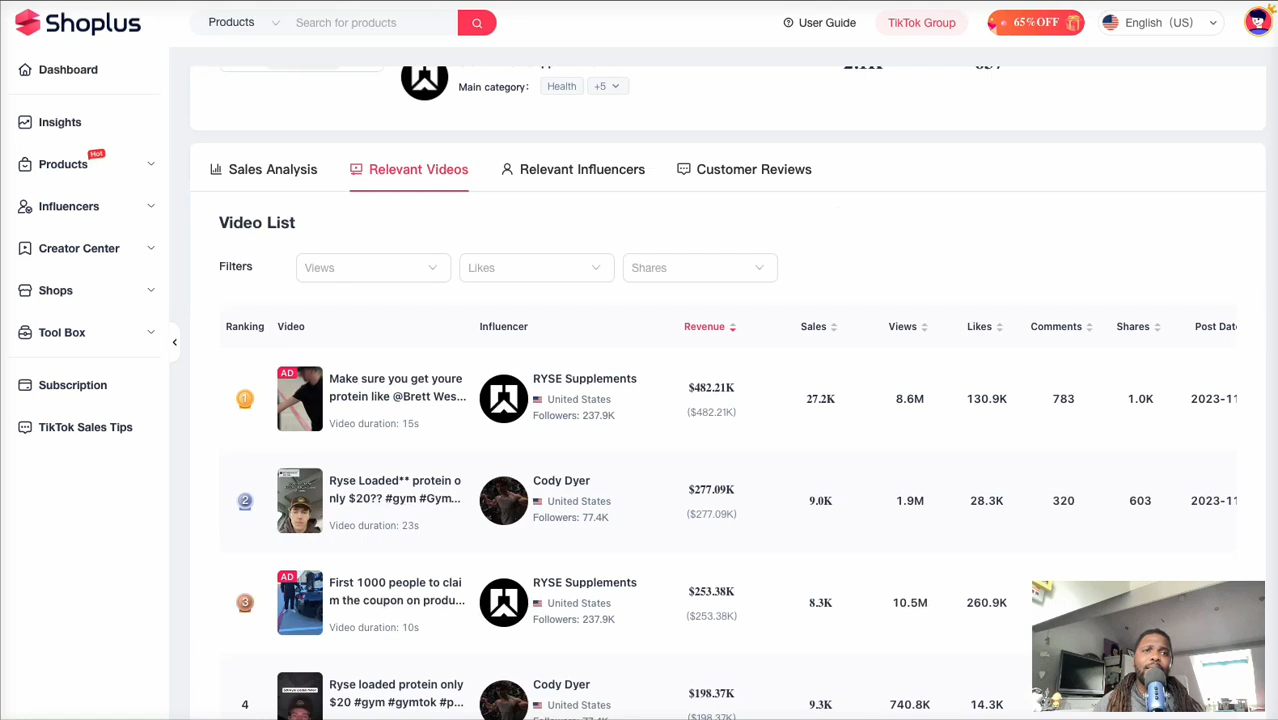 Shoplus
Products
Search for products
User Guide
TikTok Group
65%OFF
English (US)
Dashboard
Insights
Products
Hot
Influencers
Creator Center
Shops
Tool Box
Subscription
TikTok Sales Tips
Main category:
Health
+5
Sales Analysis
Relevant Videos
Relevant Influencers
Customer Reviews
Video List
Filters
Views
Likes
Shares
Ranking
Video
Influencer
Revenue
Sales
Views
Likes
Comments
Shares
Post Date
1
AD
Make sure you get youre
protein like @Brett Wes...
Video duration: 15s
RYSE Supplements
United States
Followers: 237.9K
$482.21K
($482.21K)
27.2K
8.6M
130.9K
783
1.0K
2023-11
2
Ryse Loaded** protein o
nly $20?? #gym #Gym...
Video duration: 23s
Cody Dyer
United States
Followers: 77.4K
$277.09K
($277.09K)
9.0K
1.9M
28.3K
320
603
2023-11
3
AD
First 1000 people to clai
m the coupon on produ...
Video duration: 10s
RYSE Supplements
United States
Followers: 237.9K
$253.38K
($253.38K)
8.3K
10.5M
260.9K
4
Ryse loaded protein only
$20 #gym #gymtok #p...
Cody Dyer
United States
$198.37K
($198.37K)
9.3K
740.8K
14.3K